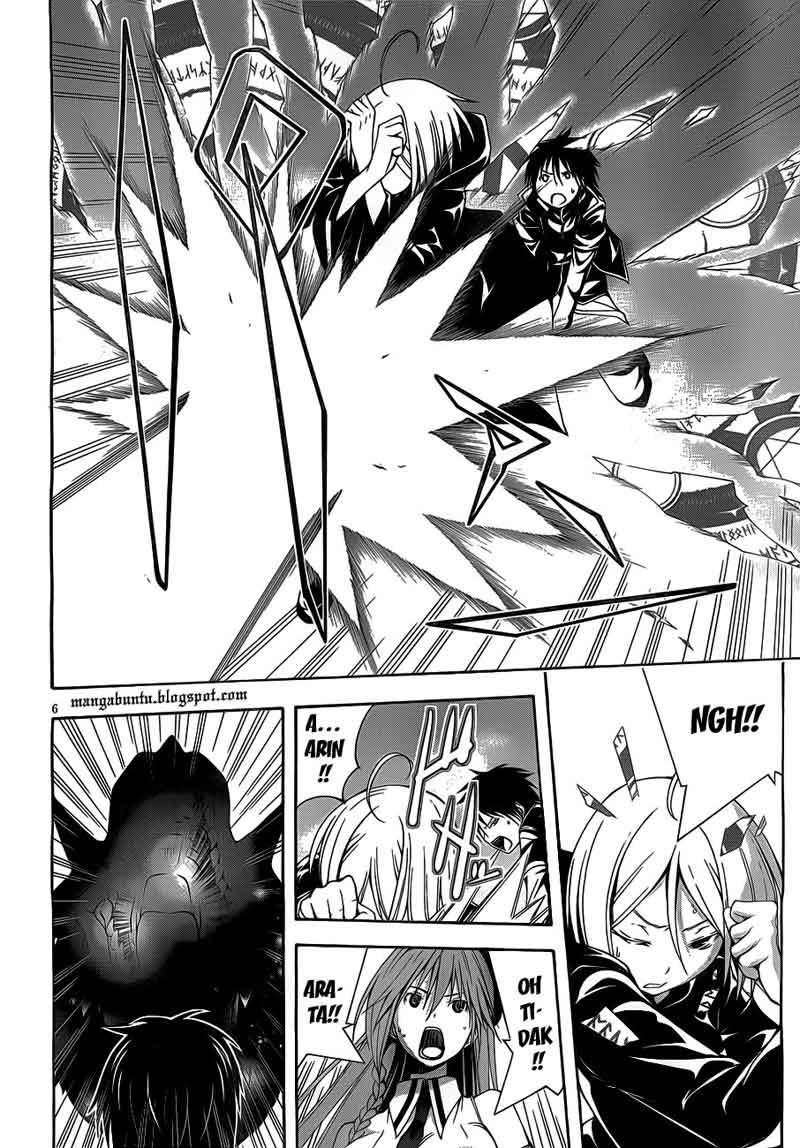 6
mangabuntu.blogspot.com
NGH!!
A...
ARIN
!!
OH
TI-
DAK
!!
ARA-
TA!!